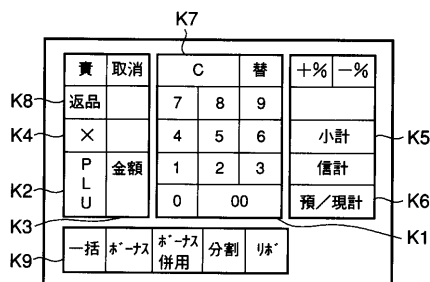 K7
責 取消 C 替 +% -%
K8 返品 7 8 9
K4 × 4 5 6 小計 K5
K2 PLU 金額 1 2 3 信計
0 00 預/現計 K6
K3 K1
K9 一括 ボーナス ボーナス併用 分割 リボ